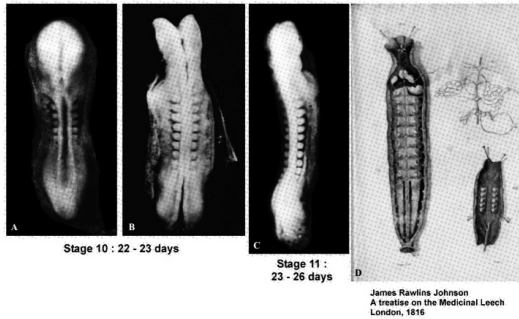 A
B
C
D
Stage 10 : 22 - 23 days
Stage 11 :
23 - 26 days
James Rawlins Johnson
A treatise on the Medicinal Leech
London, 1816